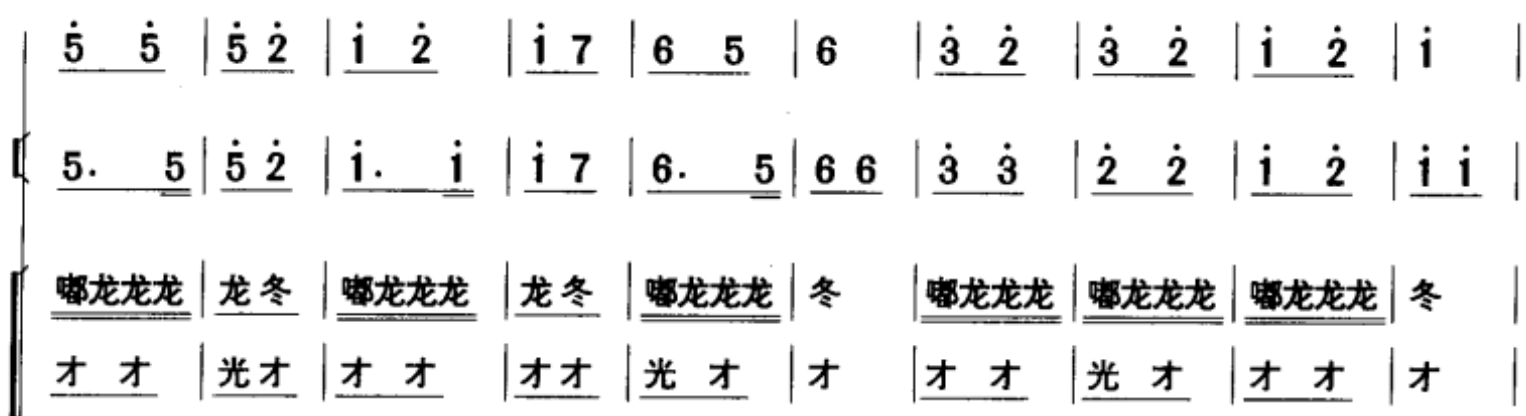 5̇ 5̇ | 5̇ 2̇ | 1̇ 2̇ | 1̇ 7 | 6 5 | 6 | 3̇ 2̇ | 3̇ 2̇ | 1̇ 2̇ | 1̇ |
5. 5 | 5̇ 2̇ | 1̇. 1̇ | 1̇ 7 | 6. 5 | 6 6 | 3̇ 3̇ | 2̇ 2̇ | 1̇ 2̇ | 1̇ 1̇ |
嘟龙龙龙 | 龙冬 | 嘟龙龙龙 | 龙冬 | 嘟龙龙龙 | 冬 | 嘟龙龙龙 | 嘟龙龙龙 | 嘟龙龙龙 | 冬 |
才 才 | 光才 | 才 才 | 才才 | 光 才 | 才 | 才 才 | 光 才 | 才 才 | 才 |